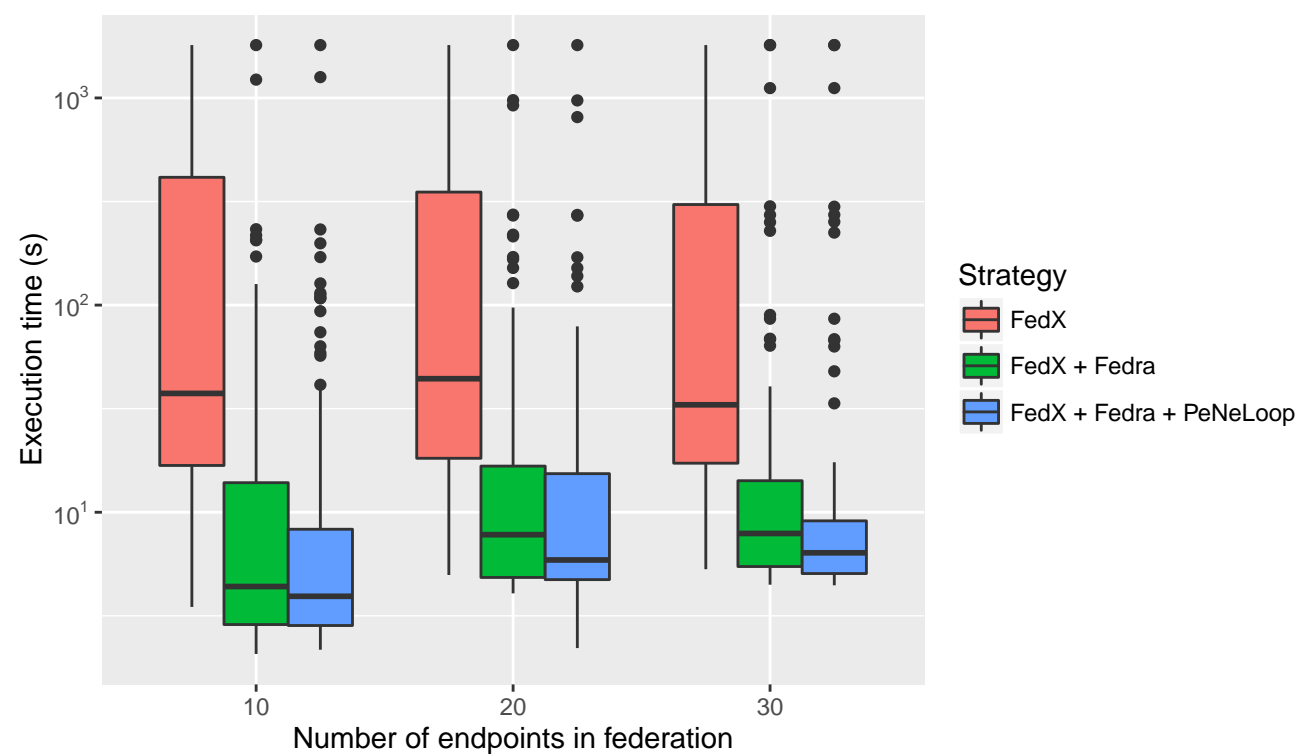 Execution time (s)
10³
10²
10¹
10
20
30
Number of endpoints in federation
Strategy
FedX
FedX + Fedra
FedX + Fedra + PeNeLoop